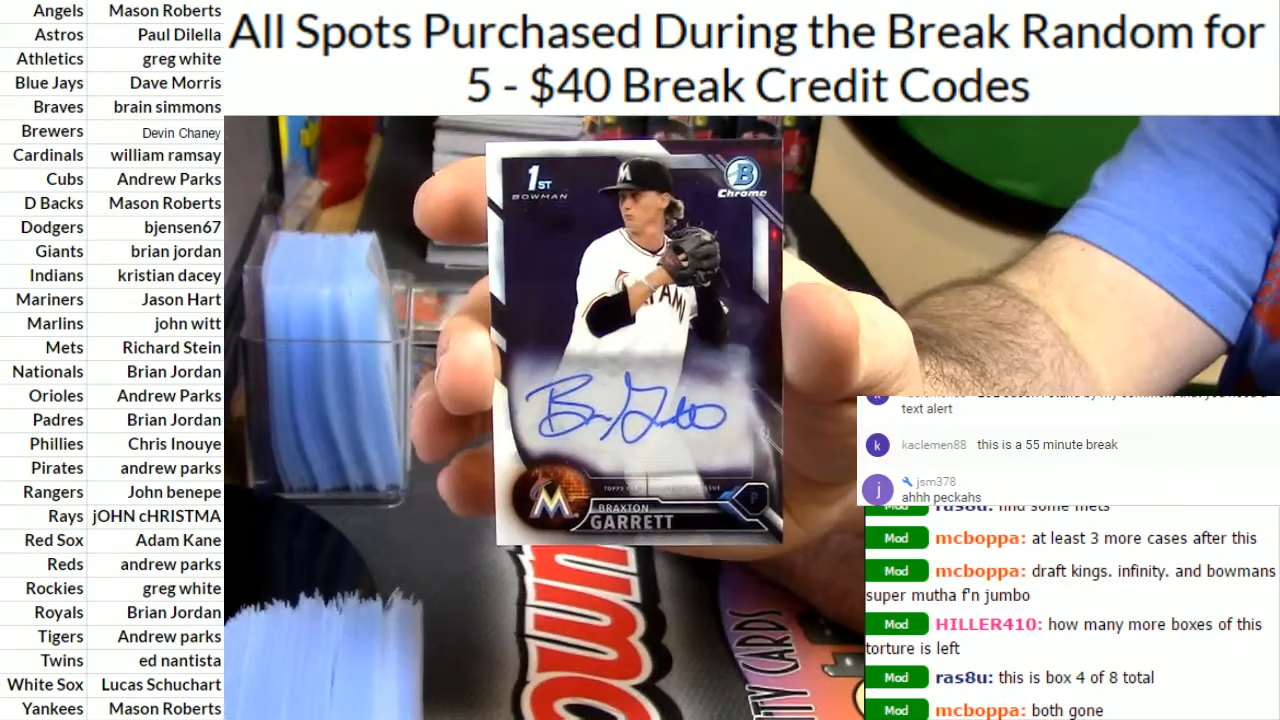 Angels Mason Roberts
Astros Paul Dilella
Athletics greg white
Blue Jays Dave Morris
Braves brain simmons
Brewers Devin Chaney
Cardinals william ramsay
Cubs Andrew Parks
D Backs Mason Roberts
Dodgers bjensen67
Giants brian jordan
Indians kristian dacey
Mariners Jason Hart
Marlins john witt
Mets Richard Stein
Nationals Brian Jordan
Orioles Andrew Parks
Padres Brian Jordan
Phillies Chris Inouye
Pirates andrew parks
Rangers John benepe
Rays jOHN cHRISTMA
Red Sox Adam Kane
Reds andrew parks
Rockies greg white
Royals Brian Jordan
Tigers Andrew parks
Twins ed nantista
White Sox Lucas Schuchart
Yankees Mason Roberts
All Spots Purchased During the Break Random for
5 - $40 Break Credit Codes
1ST
BOWMAN
B
Chrome
M
P
BRAXTON
GARRETT
ITY CARDS
text alert
k kaclemen88 this is a 55 minute break
j jsm378
ahhh peckahs
Mod ras8u: find some mets
Mod mcboppa: at least 3 more cases after this
Mod mcboppa: draft kings. infinity. and bowmans
super mutha f'n jumbo
Mod HILLER410: how many more boxes of this
torture is left
Mod ras8u: this is box 4 of 8 total
Mod mcboppa: both gone